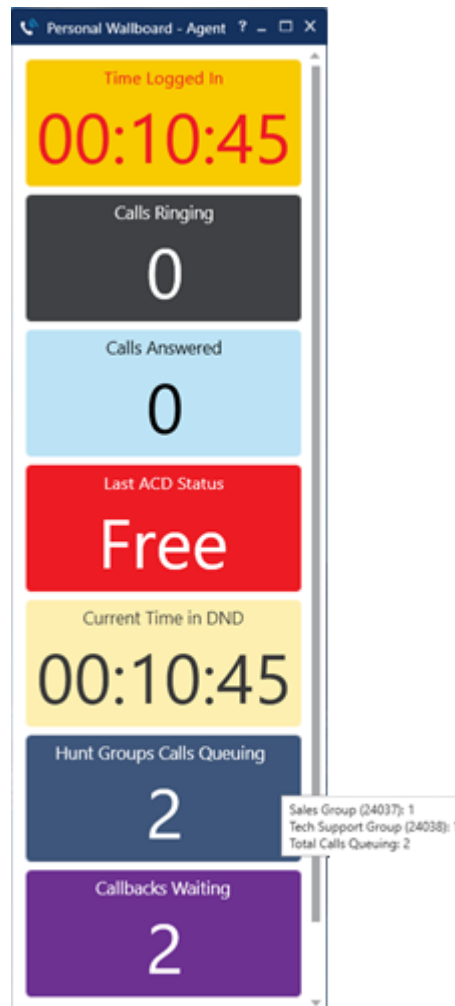 Personal Wallboard - Agent ?
Time Logged In
00:10:45
Calls Ringing
0
Calls Answered
0
Last ACD Status
Free
Current Time in DND
00:10:45
Hunt Groups Calls Queuing
2
Sales Group (24037): 1
Tech Support Group (24038): 1
Total Calls Queuing: 2
Callbacks Waiting
2